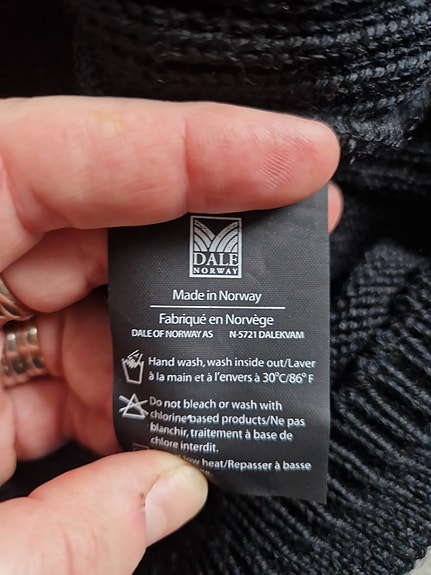 DALE
NORWAY
Made in Norway
Fabriqué en Norvège
DALE OF NORWAY AS N-5721 DALEKVAM
Hand wash, wash inside out/Laver
à la main et à l'envers à 30°C/86° F
Do not bleach or wash with
chlorine based products/Ne pas
blanchir, traitement à base de
chlore interdit.
low heat/Repasser à basse